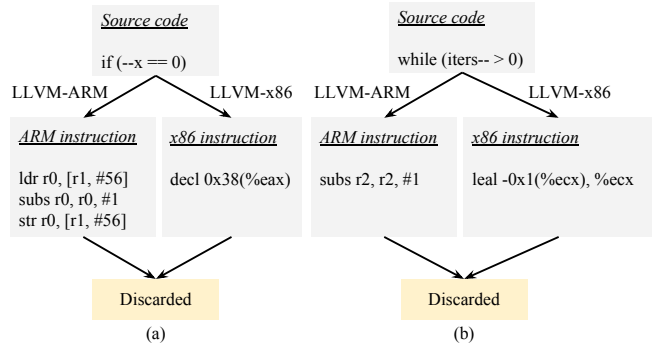 Source code
if (--x == 0)
LLVM-ARM
LLVM-x86
ARM instruction
ldr r0, [r1, #56]
subs r0, r0, #1
str r0, [r1, #56]
x86 instruction
decl 0x38(%eax)
Discarded
(a)
Source code
while (iters-- > 0)
LLVM-ARM
LLVM-x86
ARM instruction
subs r2, r2, #1
x86 instruction
leal -0x1(%ecx), %ecx
Discarded
(b)